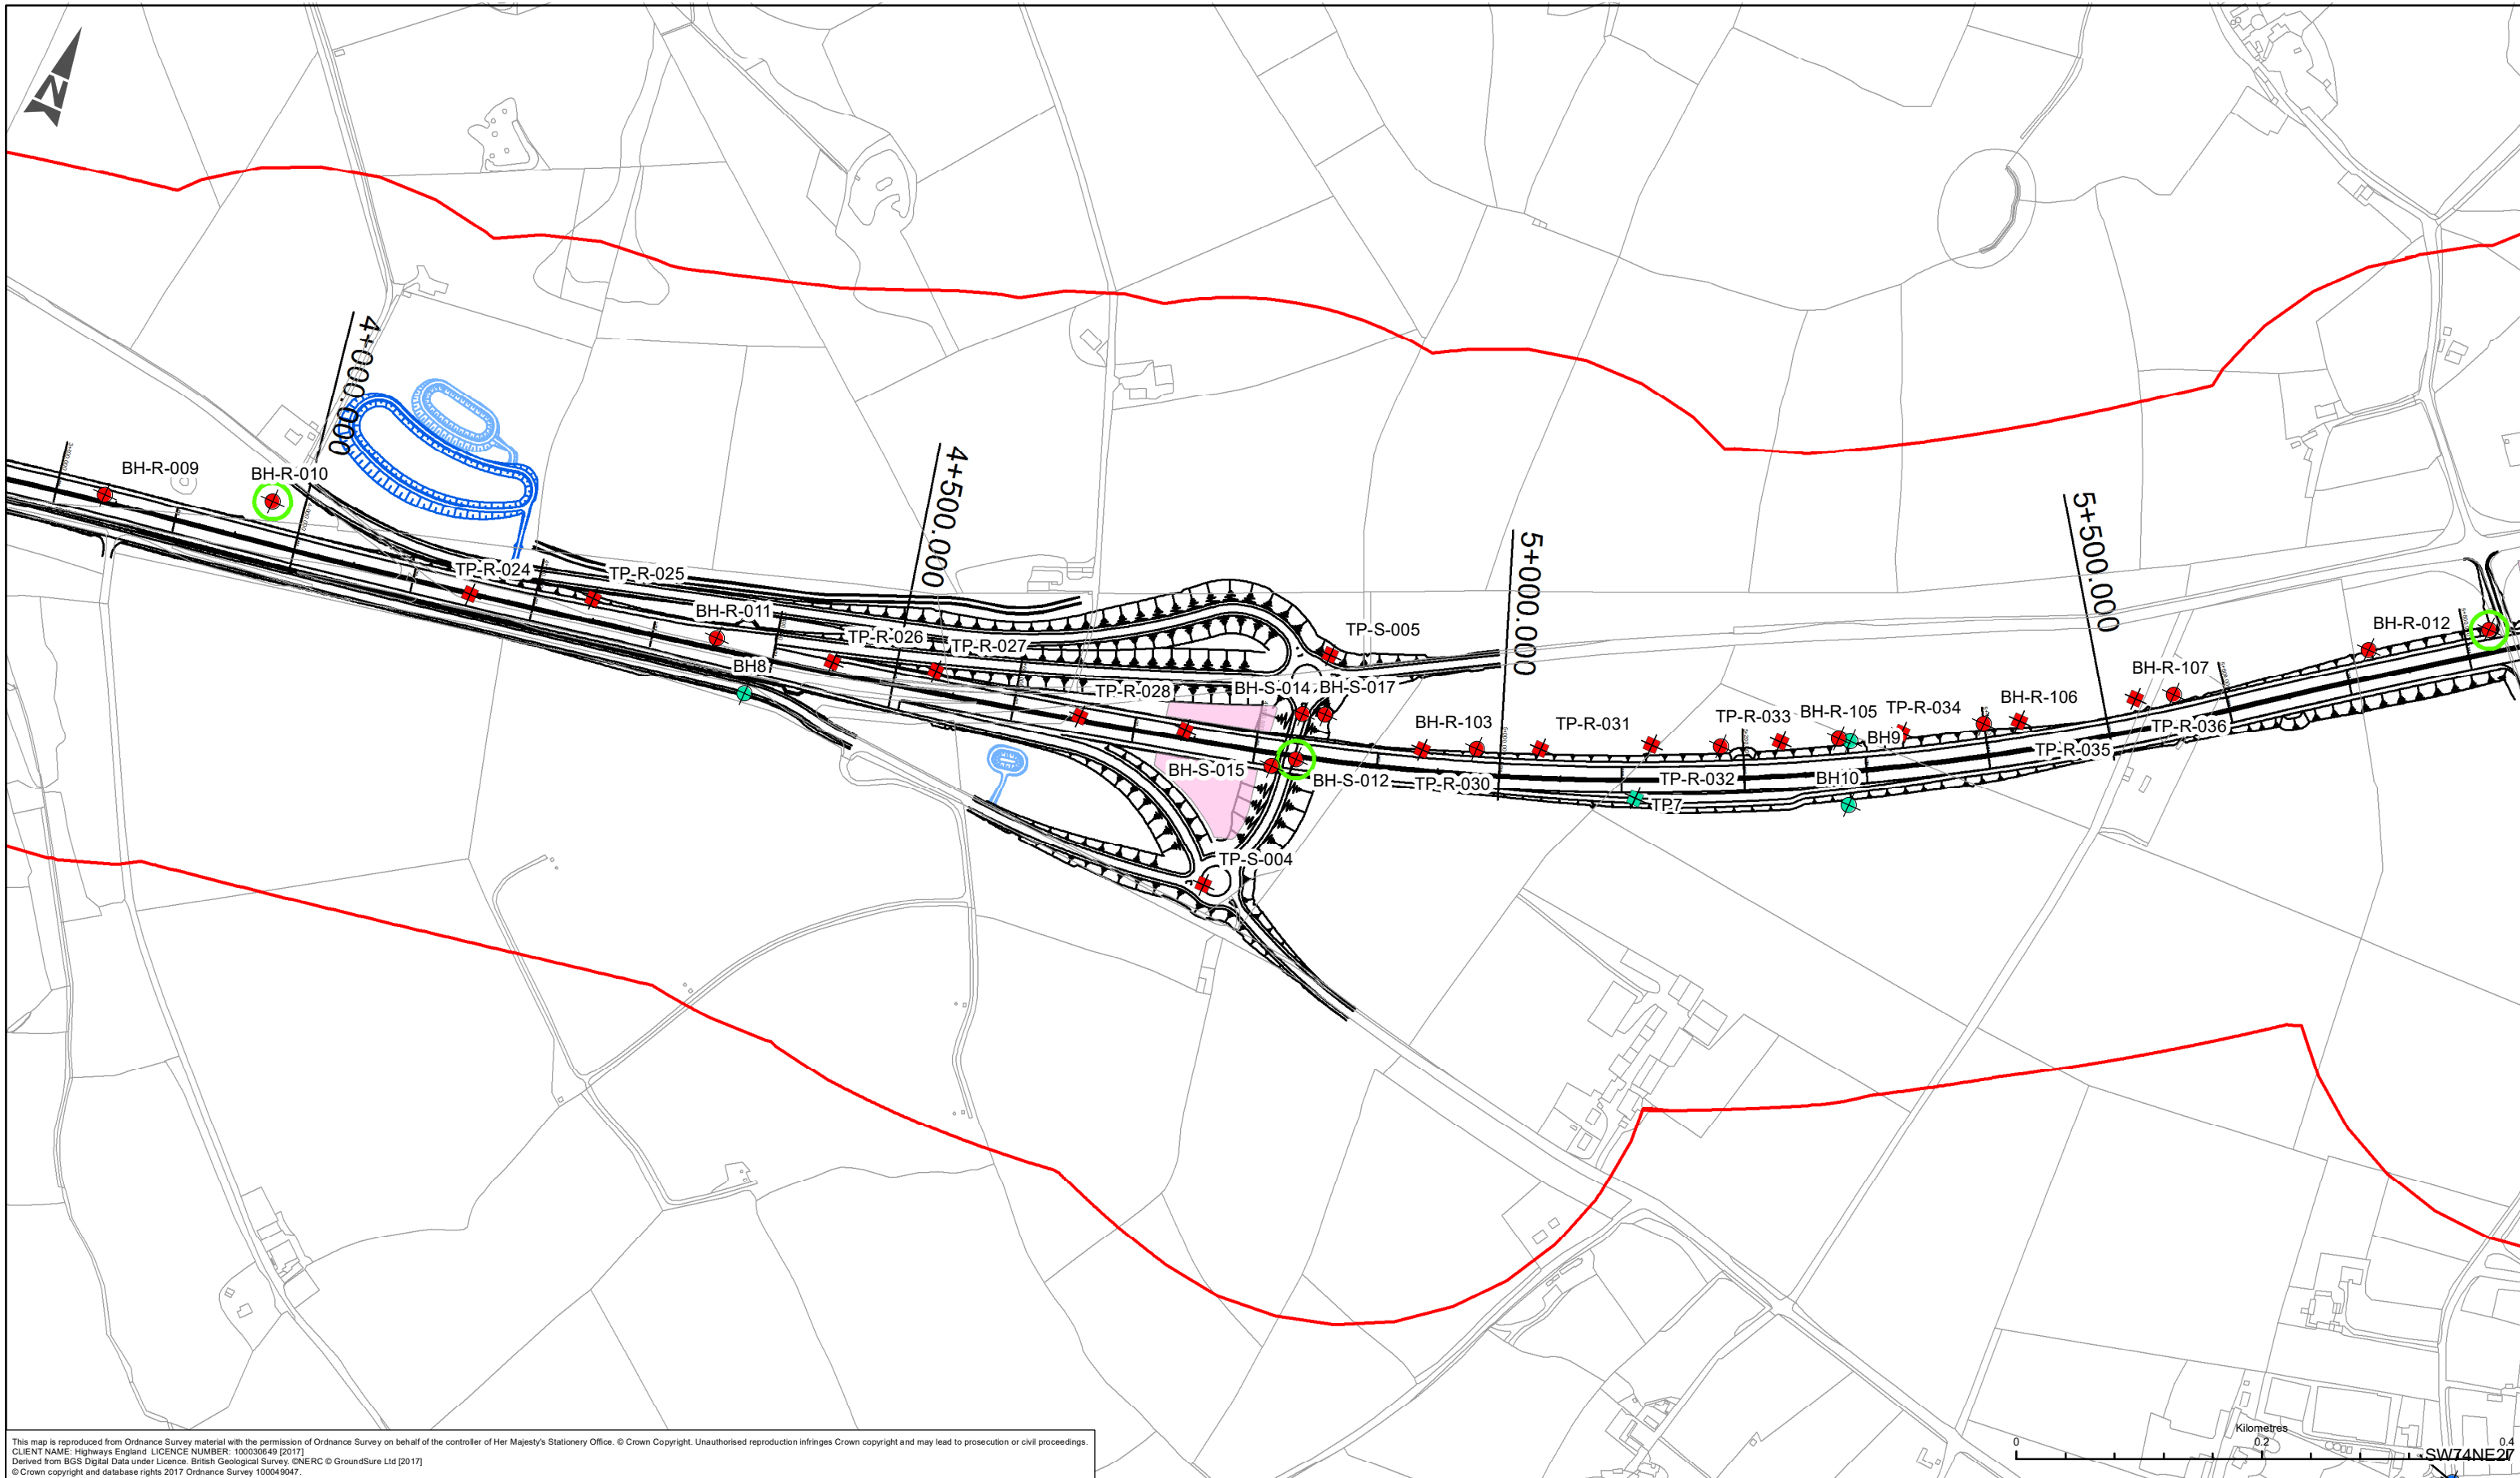 N
4+000.000
BH-R-009
BH-R-010
4+500.000
5+500.000
5+000.000
TP-R-024
TP-R-025
BH-R-011
TP-R-026
TP-R-027
BH8
TP-S-005
BH-R-012
BH-R-107
TP-R-028
BH-S-014
BH-S-017
BH-R-103
TP-R-031
TP-R-033
BH-R-105
TP-R-034
BH-R-106
TP-R-036
BH9
TP-R-035
BH-S-015
BH-S-012
TP-R-030
TP-R-032
BH10
TP7
TP-S-004
Kilometres
0 0.2 0.4
SW74NE27
This map is reproduced from Ordnance Survey material with the permission of Ordnance Survey on behalf of the controller of Her Majesty's Stationery Office. © Crown Copyright. Unauthorised reproduction infringes Crown copyright and may lead to prosecution or civil proceedings.
CLIENT NAME: Highways England LICENCE NUMBER: 100030649 [2017]
Derived from BGS Digital Data under Licence. British Geological Survey. ©NERC © GroundSure Ltd [2017]
© Crown copyright and database rights 2017 Ordnance Survey 100049047.